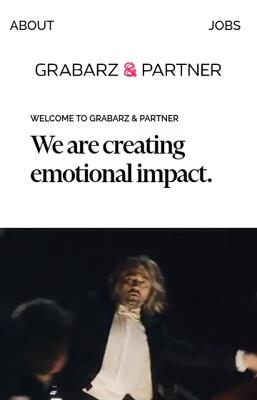 ABOUT JOBS
GRABARZ & PARTNER
WELCOME TO GRABARZ & PARTNER
We are creating
emotional impact.